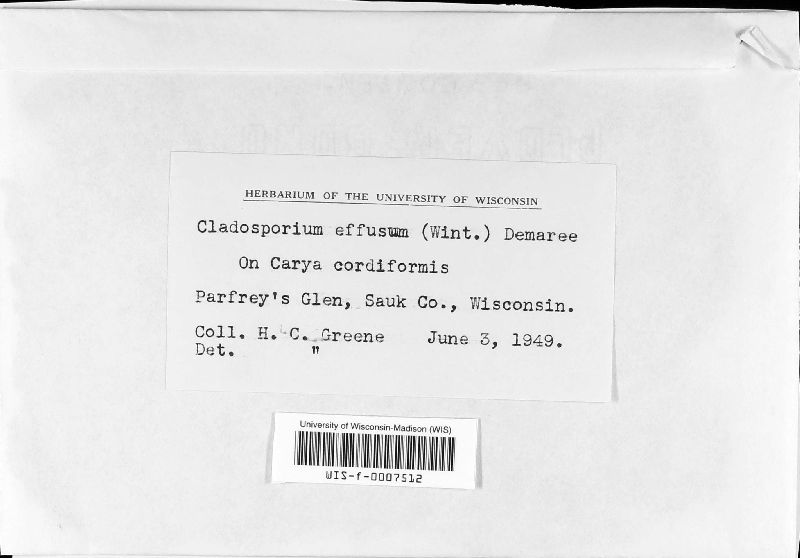 HERBARIUM OF THE UNIVERSITY OF WISCONSIN
Cladosporium effusum (Wint.) Demaree
On Carya cordiformis
Parfrey's Glen, Sauk Co., Wisconsin.
Coll. H. C. Greene June 3, 1949.
Det. "
University of Wisconsin-Madison (WIS)
WIS-f-0007512